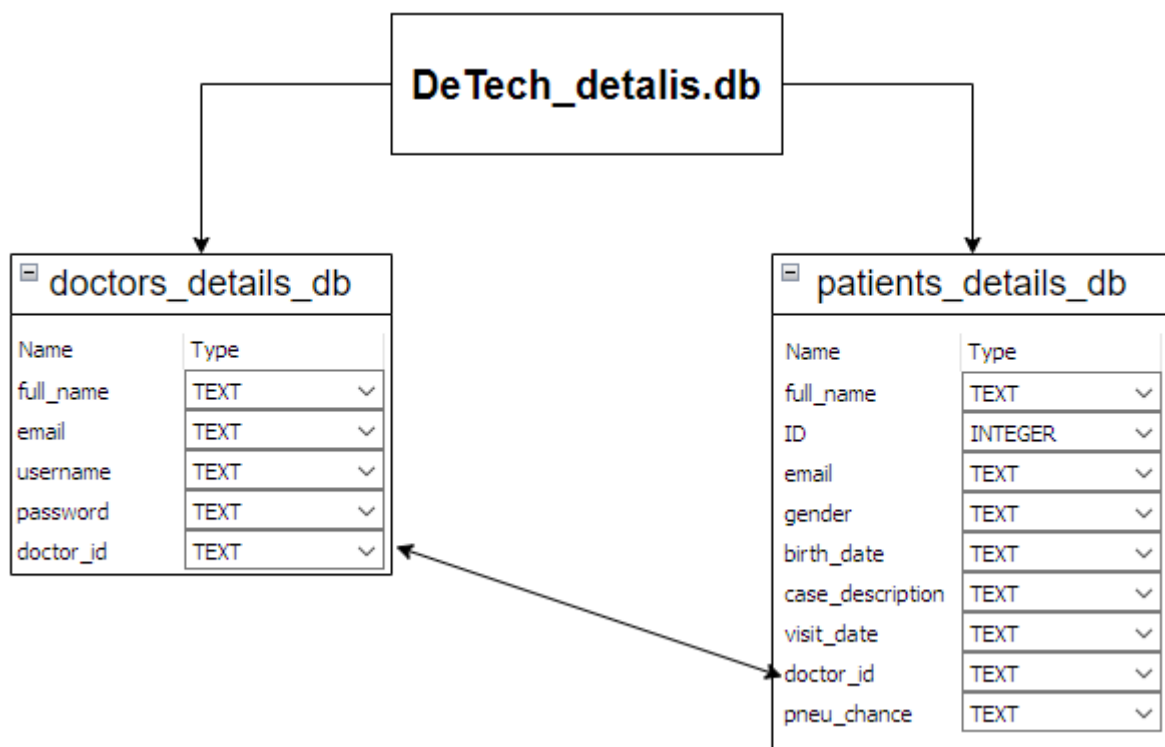 DeTech_detalis.db
doctors_details_db
Name Type
full_name TEXT
email TEXT
username TEXT
password TEXT
doctor_id TEXT
patients_details_db
Name Type
full_name TEXT
ID INTEGER
email TEXT
gender TEXT
birth_date TEXT
case_description TEXT
visit_date TEXT
doctor_id TEXT
pneu_chance TEXT